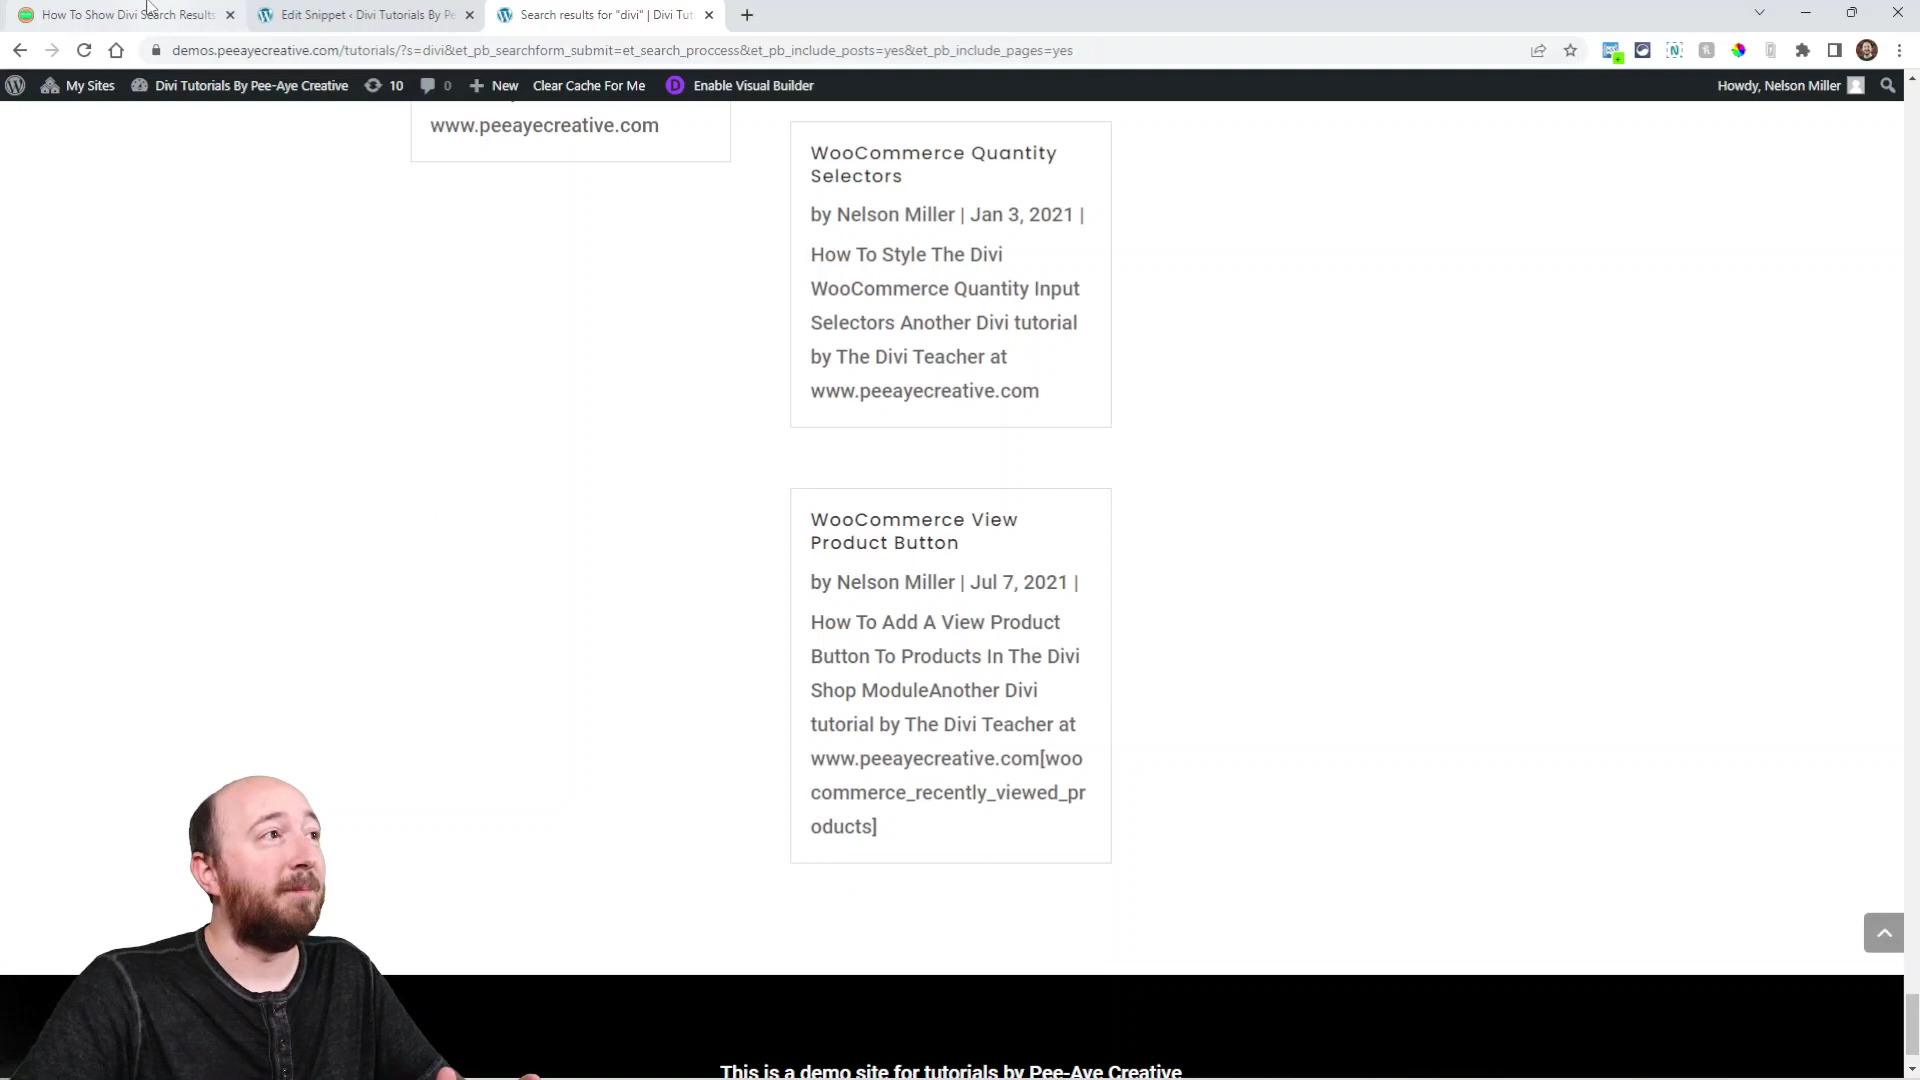 How To Show Divi Search Results
Edit Snippet ‹ Divi Tutorials By Pe
Search results for "divi" | Divi Tut
demos.peeayecreative.com/tutorials/?s=divi&et_pb_searchform_submit=et_search_proccess&et_pb_include_posts=yes&et_pb_include_pages=yes
My Sites
Divi Tutorials By Pee-Aye Creative
10
0
New
Clear Cache For Me
D
Enable Visual Builder
Howdy, Nelson Miller
www.peeayecreative.com
WooCommerce Quantity
Selectors
by Nelson Miller | Jan 3, 2021 |
How To Style The Divi
WooCommerce Quantity Input
Selectors Another Divi tutorial
by The Divi Teacher at
www.peeayecreative.com
WooCommerce View
Product Button
by Nelson Miller | Jul 7, 2021 |
How To Add A View Product
Button To Products In The Divi
Shop ModuleAnother Divi
tutorial by The Divi Teacher at
www.peeayecreative.com[woo
commerce_recently_viewed_pr
oducts]
This is a demo site for tutorials by Pee-Aye Creative